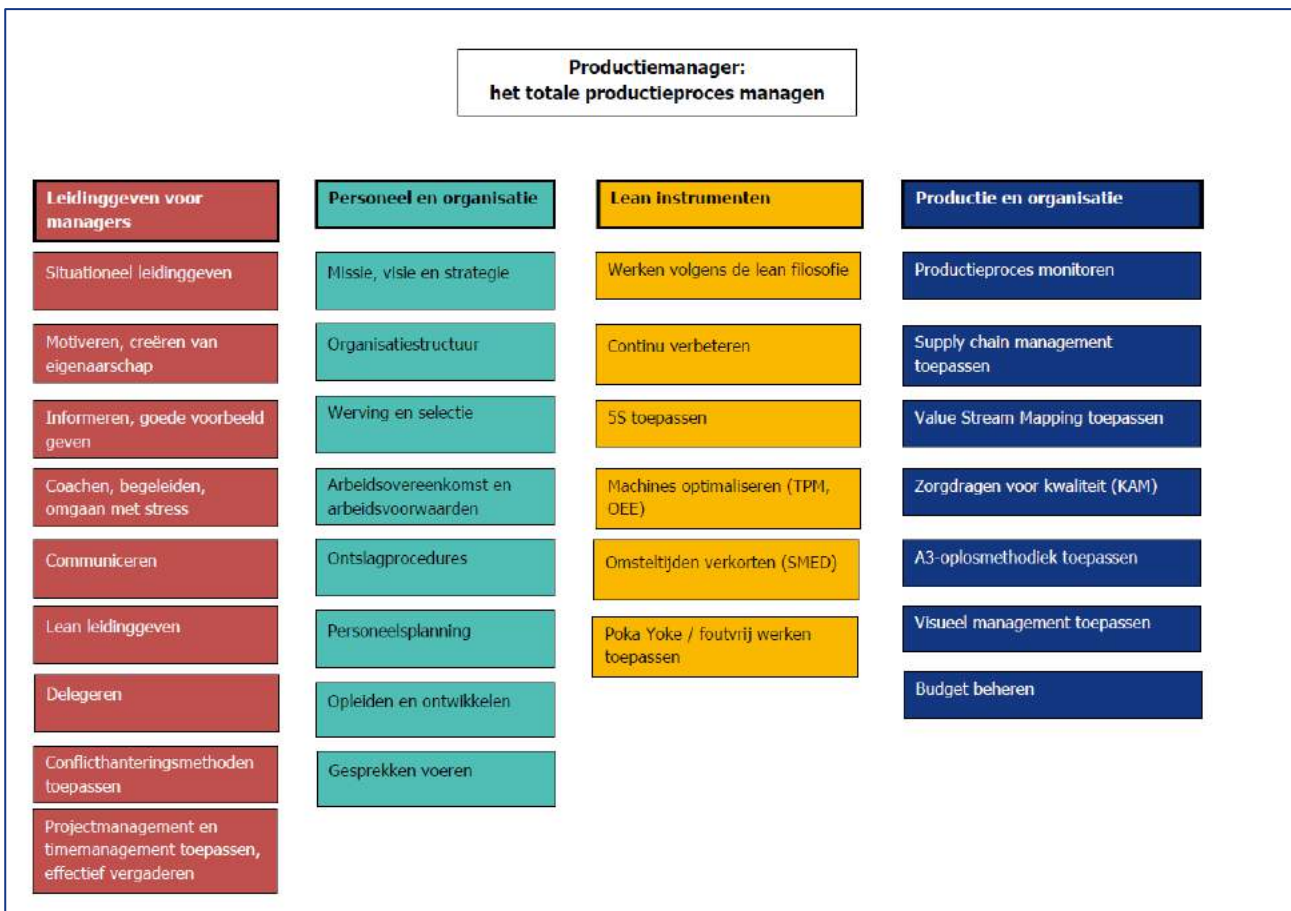 Productiemanager:
het totale productieproces managen
Leidinggeven voor
managers
Situationeel leidinggeven
Motiveren, creëren van
eigenaarschap
Informeren, goede voorbeeld
geven
Coachen, begeleiden,
omgaan met stress
Communiceren
Lean leidinggeven
Delegeren
Conflicthanteringsmethoden
toepassen
Projectmanagement en
timemanagement toepassen,
effectief vergaderen
Personeel en organisatie
Missie, visie en strategie
Organisatiestructuur
Werving en selectie
Arbeidsovereenkomst en
arbeidsvoorwaarden
Ontslagprocedures
Personeelsplanning
Opleiden en ontwikkelen
Gesprekken voeren
Lean instrumenten
Werken volgens de lean filosofie
Continu verbeteren
5S toepassen
Machines optimaliseren (TPM,
OEE)
Omsteltijden verkorten (SMED)
Poka Yoke / foutvrij werken
toepassen
Productie en organisatie
Productieproces monitoren
Supply chain management
toepassen
Value Stream Mapping toepassen
Zorgdragen voor kwaliteit (KAM)
A3-oplosmethodiek toepassen
Visueel management toepassen
Budget beheren